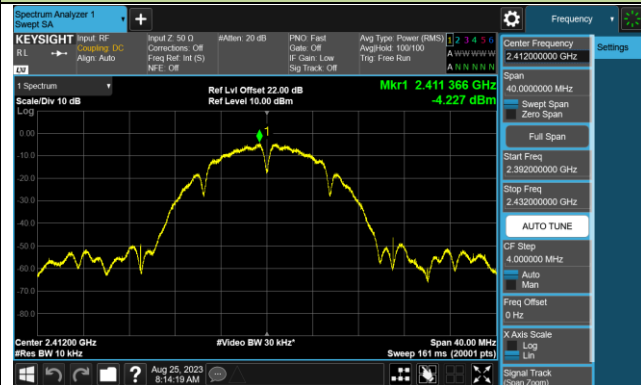 Spectrum Analyzer 1
Swept SA
+
Frequency
KEYSIGHT
Input: RF
Coupling: DC
Align: Auto
RL
LXI
Input Z: 50 Ω
Corrections: Off
Freq Ref: Int (S)
NFE: Off
#Atten: 20 dB
PNO: Fast
Gate: Off
IF Gain: Low
Sig Track: Off
Avg Type: Power (RMS)
Avg|Hold: 100/100
Trig: Free Run
1 2 3 4 5 6
A W W W W W
A N N N N N
1 Spectrum
Scale/Div 10 dB
Log
Ref Lvl Offset 22.00 dB
Ref Level 10.00 dBm
Mkr1 2.411 366 GHz
-4.227 dBm
1
0.00
-10.0
-20.0
-30.0
-40.0
-50.0
-60.0
-70.0
-80.0
Center 2.41200 GHz
#Res BW 10 kHz
#Video BW 30 kHz*
Span 40.00 MHz
Sweep 161 ms (20001 pts)
Center Frequency
2.412000000 GHz
Settings
Span
40.0000000 MHz
Swept Span
Zero Span
Full Span
Start Freq
2.392000000 GHz
Stop Freq
2.432000000 GHz
AUTO TUNE
CF Step
4.000000 MHz
Auto
Man
Freq Offset
0 Hz
X Axis Scale
Log
Lin
Signal Track
(Span Zoom)
?
Aug 25, 2023
8:14:19 AM